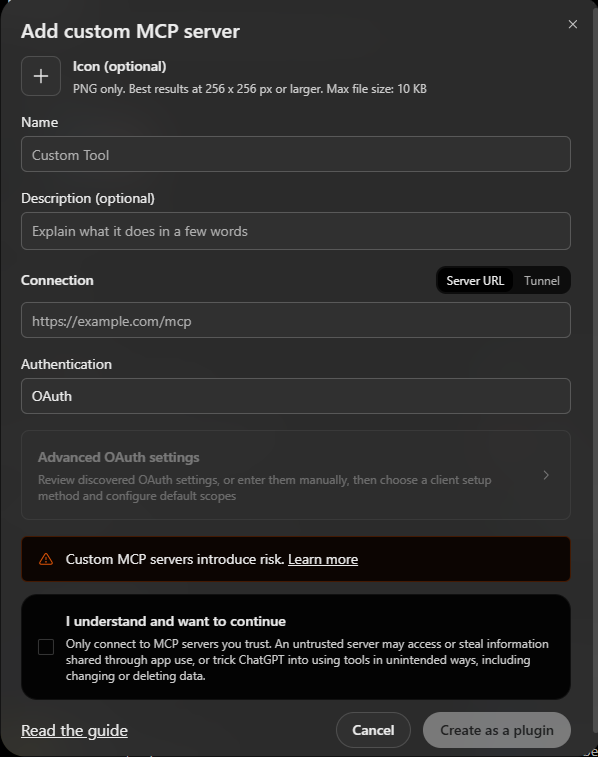 Add custom MCP server
Icon (optional)
PNG only. Best results at 256 x 256 px or larger. Max file size: 10 KB
Name
Custom Tool
Description (optional)
Explain what it does in a few words
Connection
Server URL
Tunnel
https://example.com/mcp
Authentication
OAuth
Advanced OAuth settings
Review discovered OAuth settings, or enter them manually, then choose a client setup
method and configure default scopes
Custom MCP servers introduce risk. Learn more
I understand and want to continue
Only connect to MCP servers you trust. An untrusted server may access or steal information
shared through app use, or trick ChatGPT into using tools in unintended ways, including
changing or deleting data.
Read the guide
Cancel
Create as a plugin